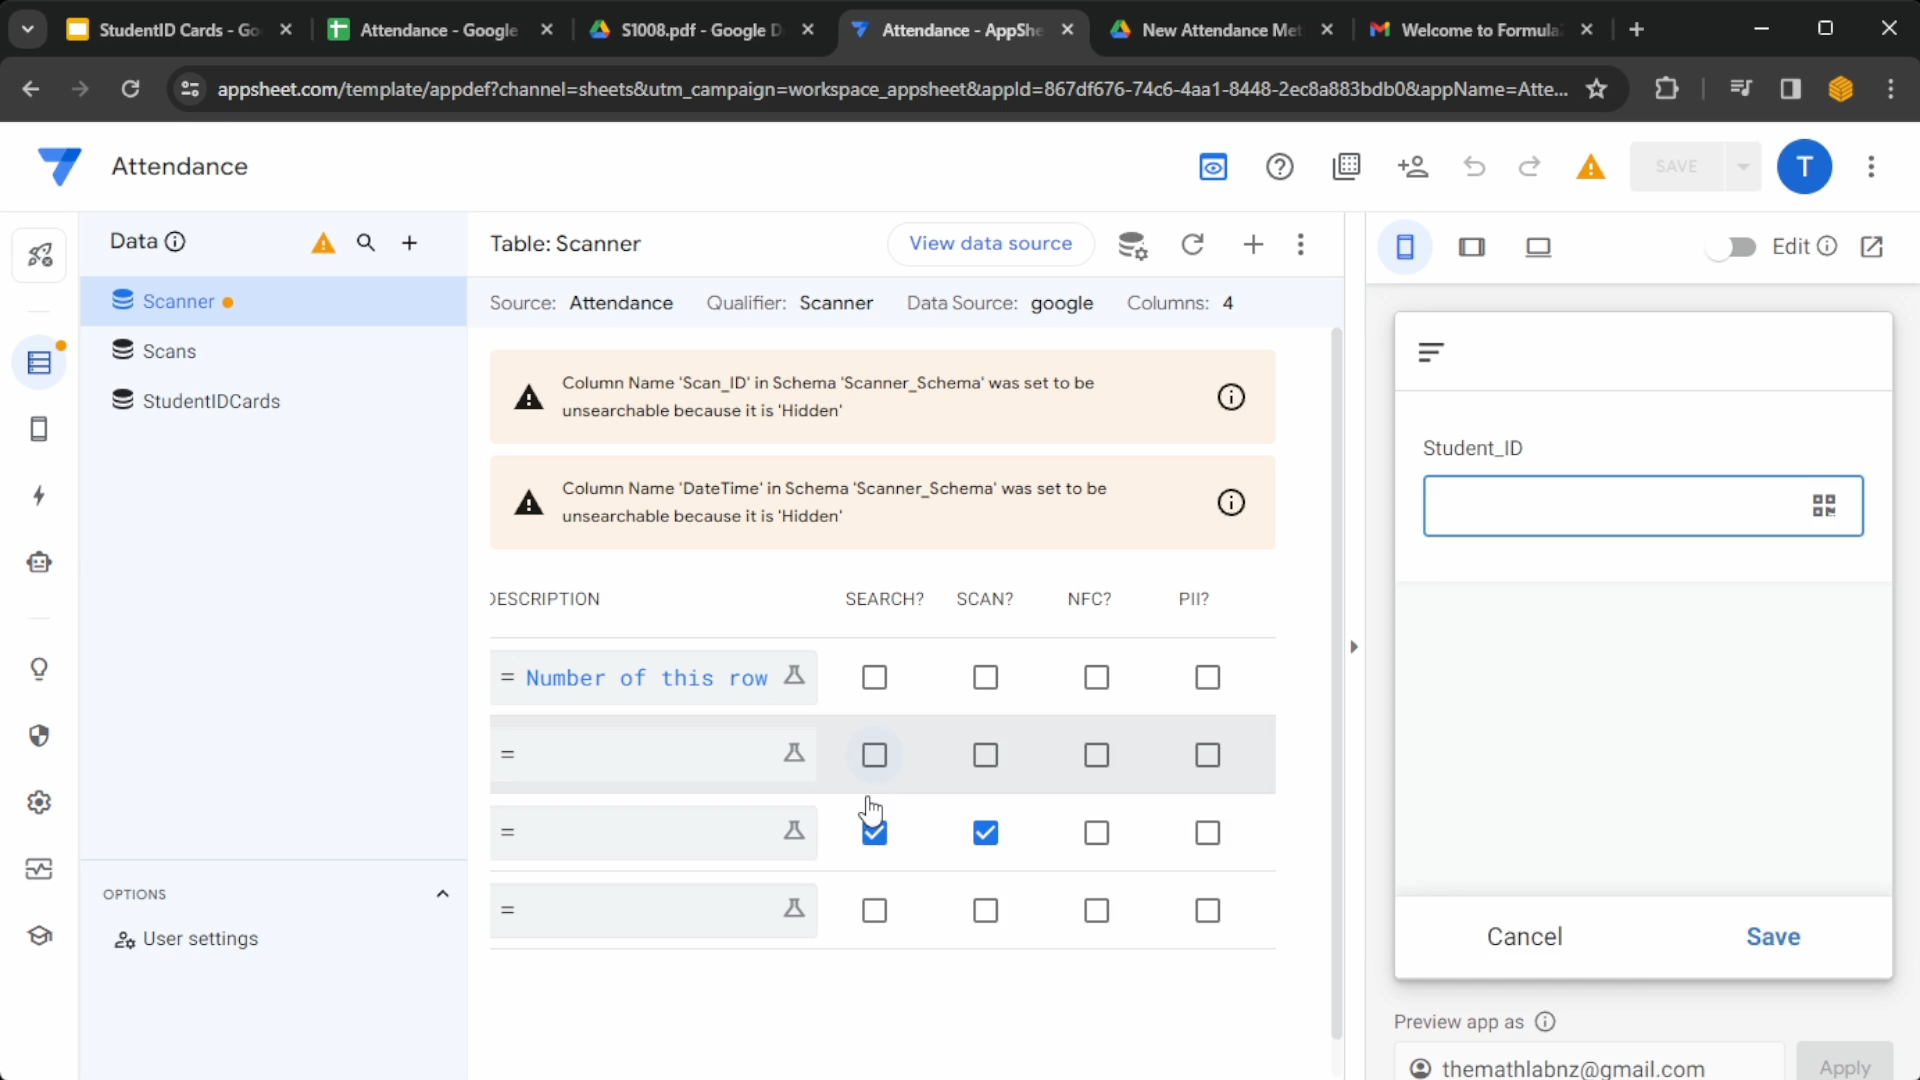 StudentID Cards - Go
Attendance - Google
S1008.pdf - Google D
Attendance - AppShe
New Attendance Met
Welcome to Formula
appsheet.com/template/appdef?channel=sheets&utm_campaign=workspace_appsheet&appId=867df676-74c6-4aa1-8448-2ec8a883bdb0&appName=Atte...
Attendance
SAVE
T
Data
Table: Scanner
View data source
Edit
Scanner
Source: Attendance Qualifier: Scanner Data Source: google Columns: 4
Scans
StudentIDCards
Column Name 'Scan_ID' in Schema 'Scanner_Schema' was set to be
unsearchable because it is 'Hidden'
Column Name 'DateTime' in Schema 'Scanner_Schema' was set to be
unsearchable because it is 'Hidden'
Student_ID
DESCRIPTION SEARCH? SCAN? NFC? PII?
= Number of this row
=
=
=
OPTIONS
User settings
Cancel Save
Preview app as
themathlabnz@gmail.com
Apply